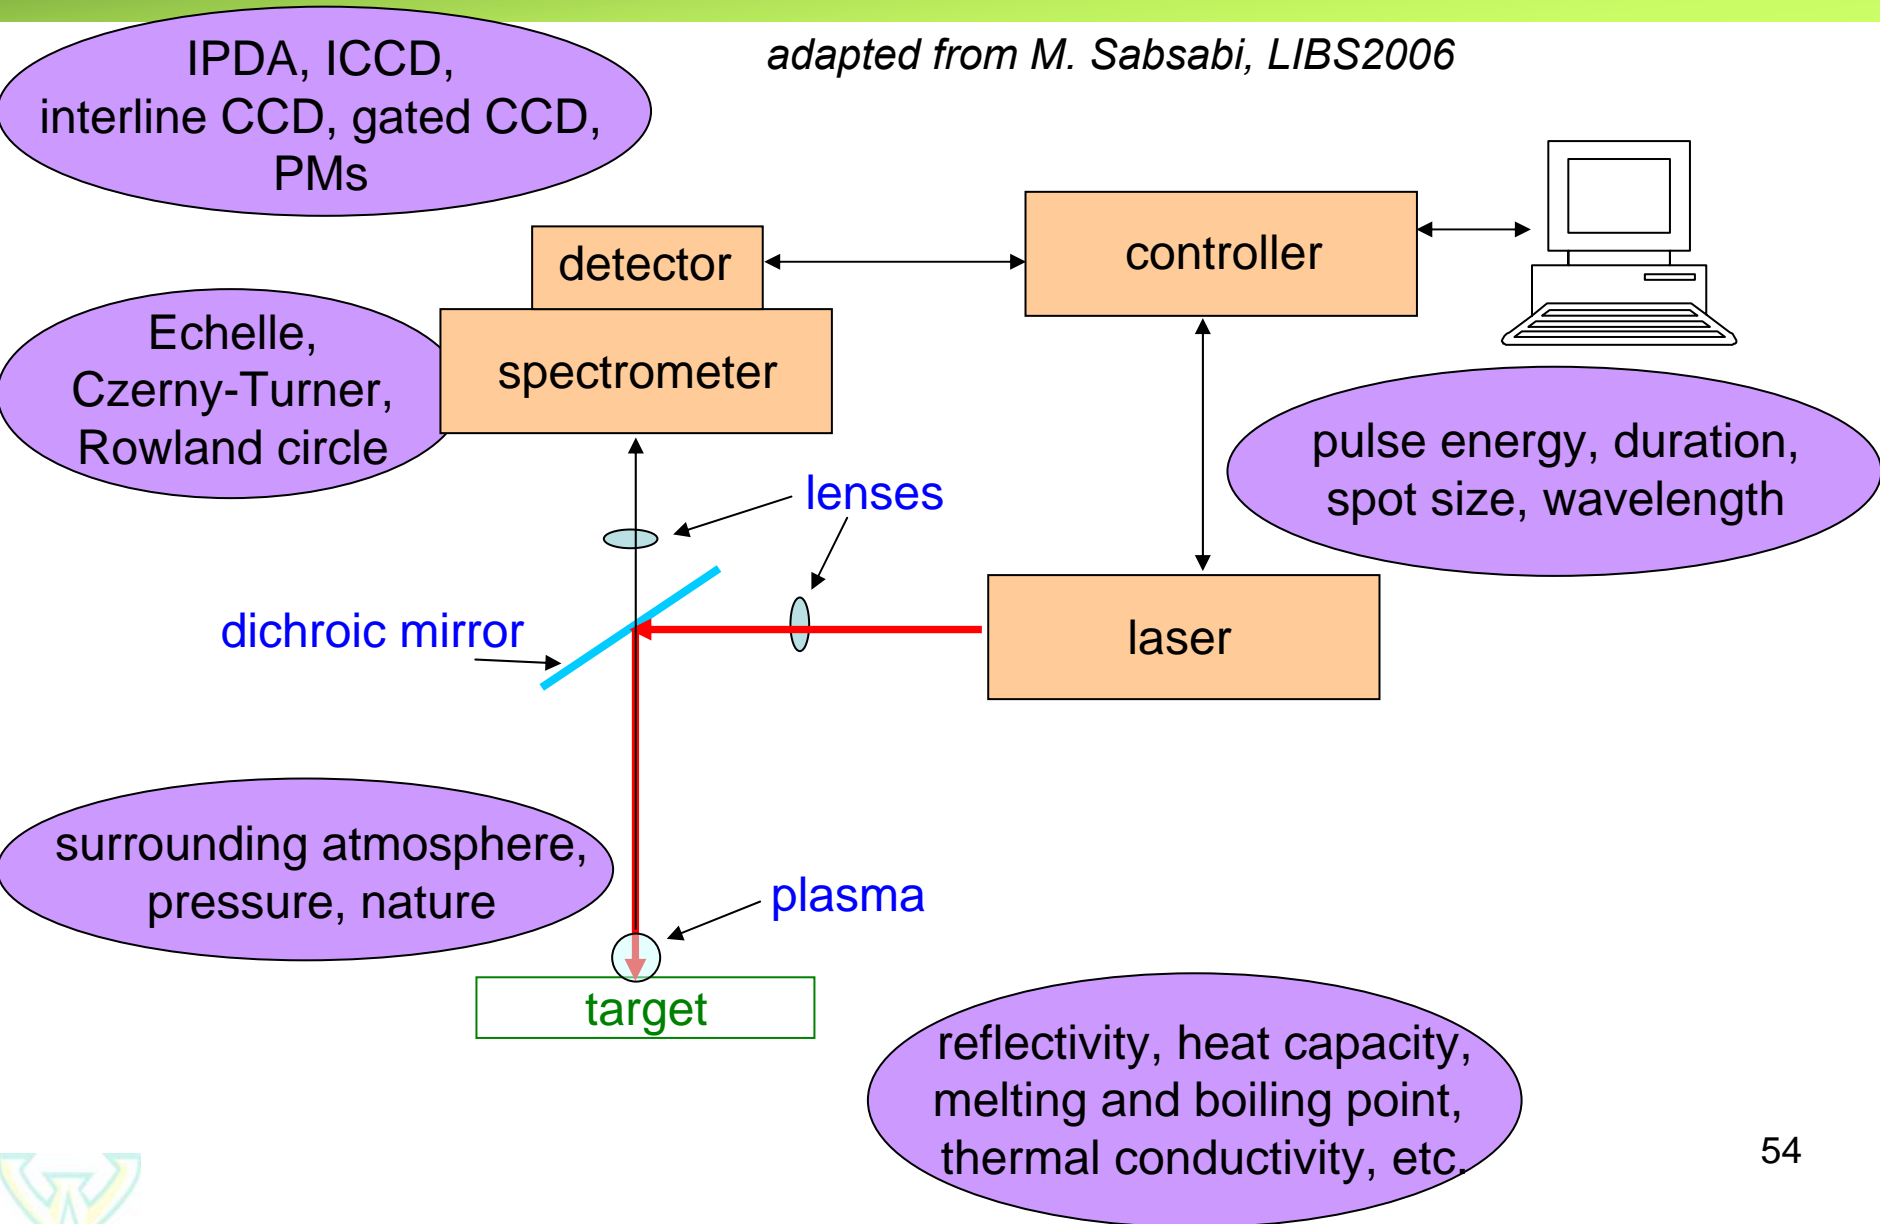 adapted from M. Sabsabi, LIBS2006
IPDA, ICCD,
interline CCD, gated CCD,
PMs
detector
controller
Echelle,
Czerny-Turner,
Rowland circle
spectrometer
pulse energy, duration,
spot size, wavelength
lenses
dichroic mirror
laser
surrounding atmosphere,
pressure, nature
plasma
target
reflectivity, heat capacity,
melting and boiling point,
thermal conductivity, etc.
54